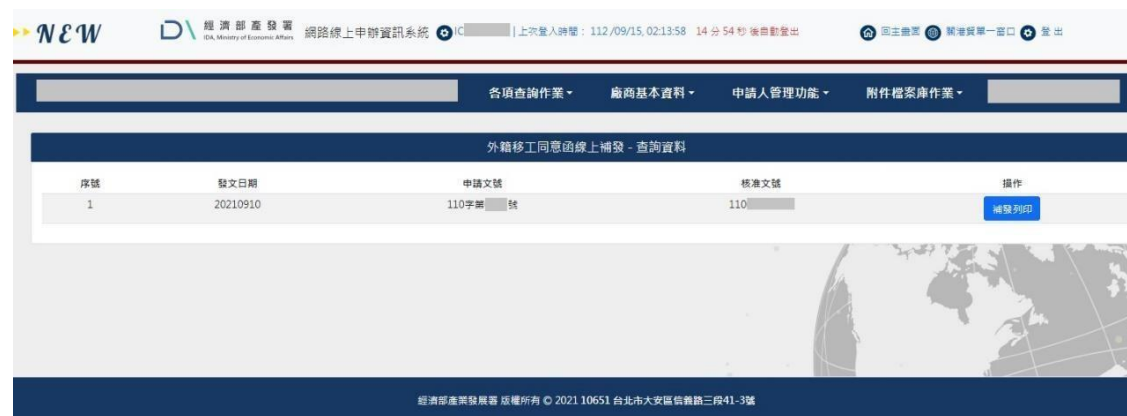 NEW
經濟部產發署
IDA, Ministry of Economic Affairs
網路線上申辦資訊系統 IC | 上次登入時間：112/09/15, 02:13:58 14 分 54 秒 後自動登出 回主畫面 關港貿單一窗口 登出
各項查詢作業 廠商基本資料 申請人管理功能 附件檔案庫作業
外籍移工同意函線上補發 - 查詢資料
序號 發文日期 申請文號 核准文號 操作
1 20210910 110字第 號 110 補發列印
經濟部產業發展署 版權所有 © 2021 10651 台北市大安區信義路三段41-3號